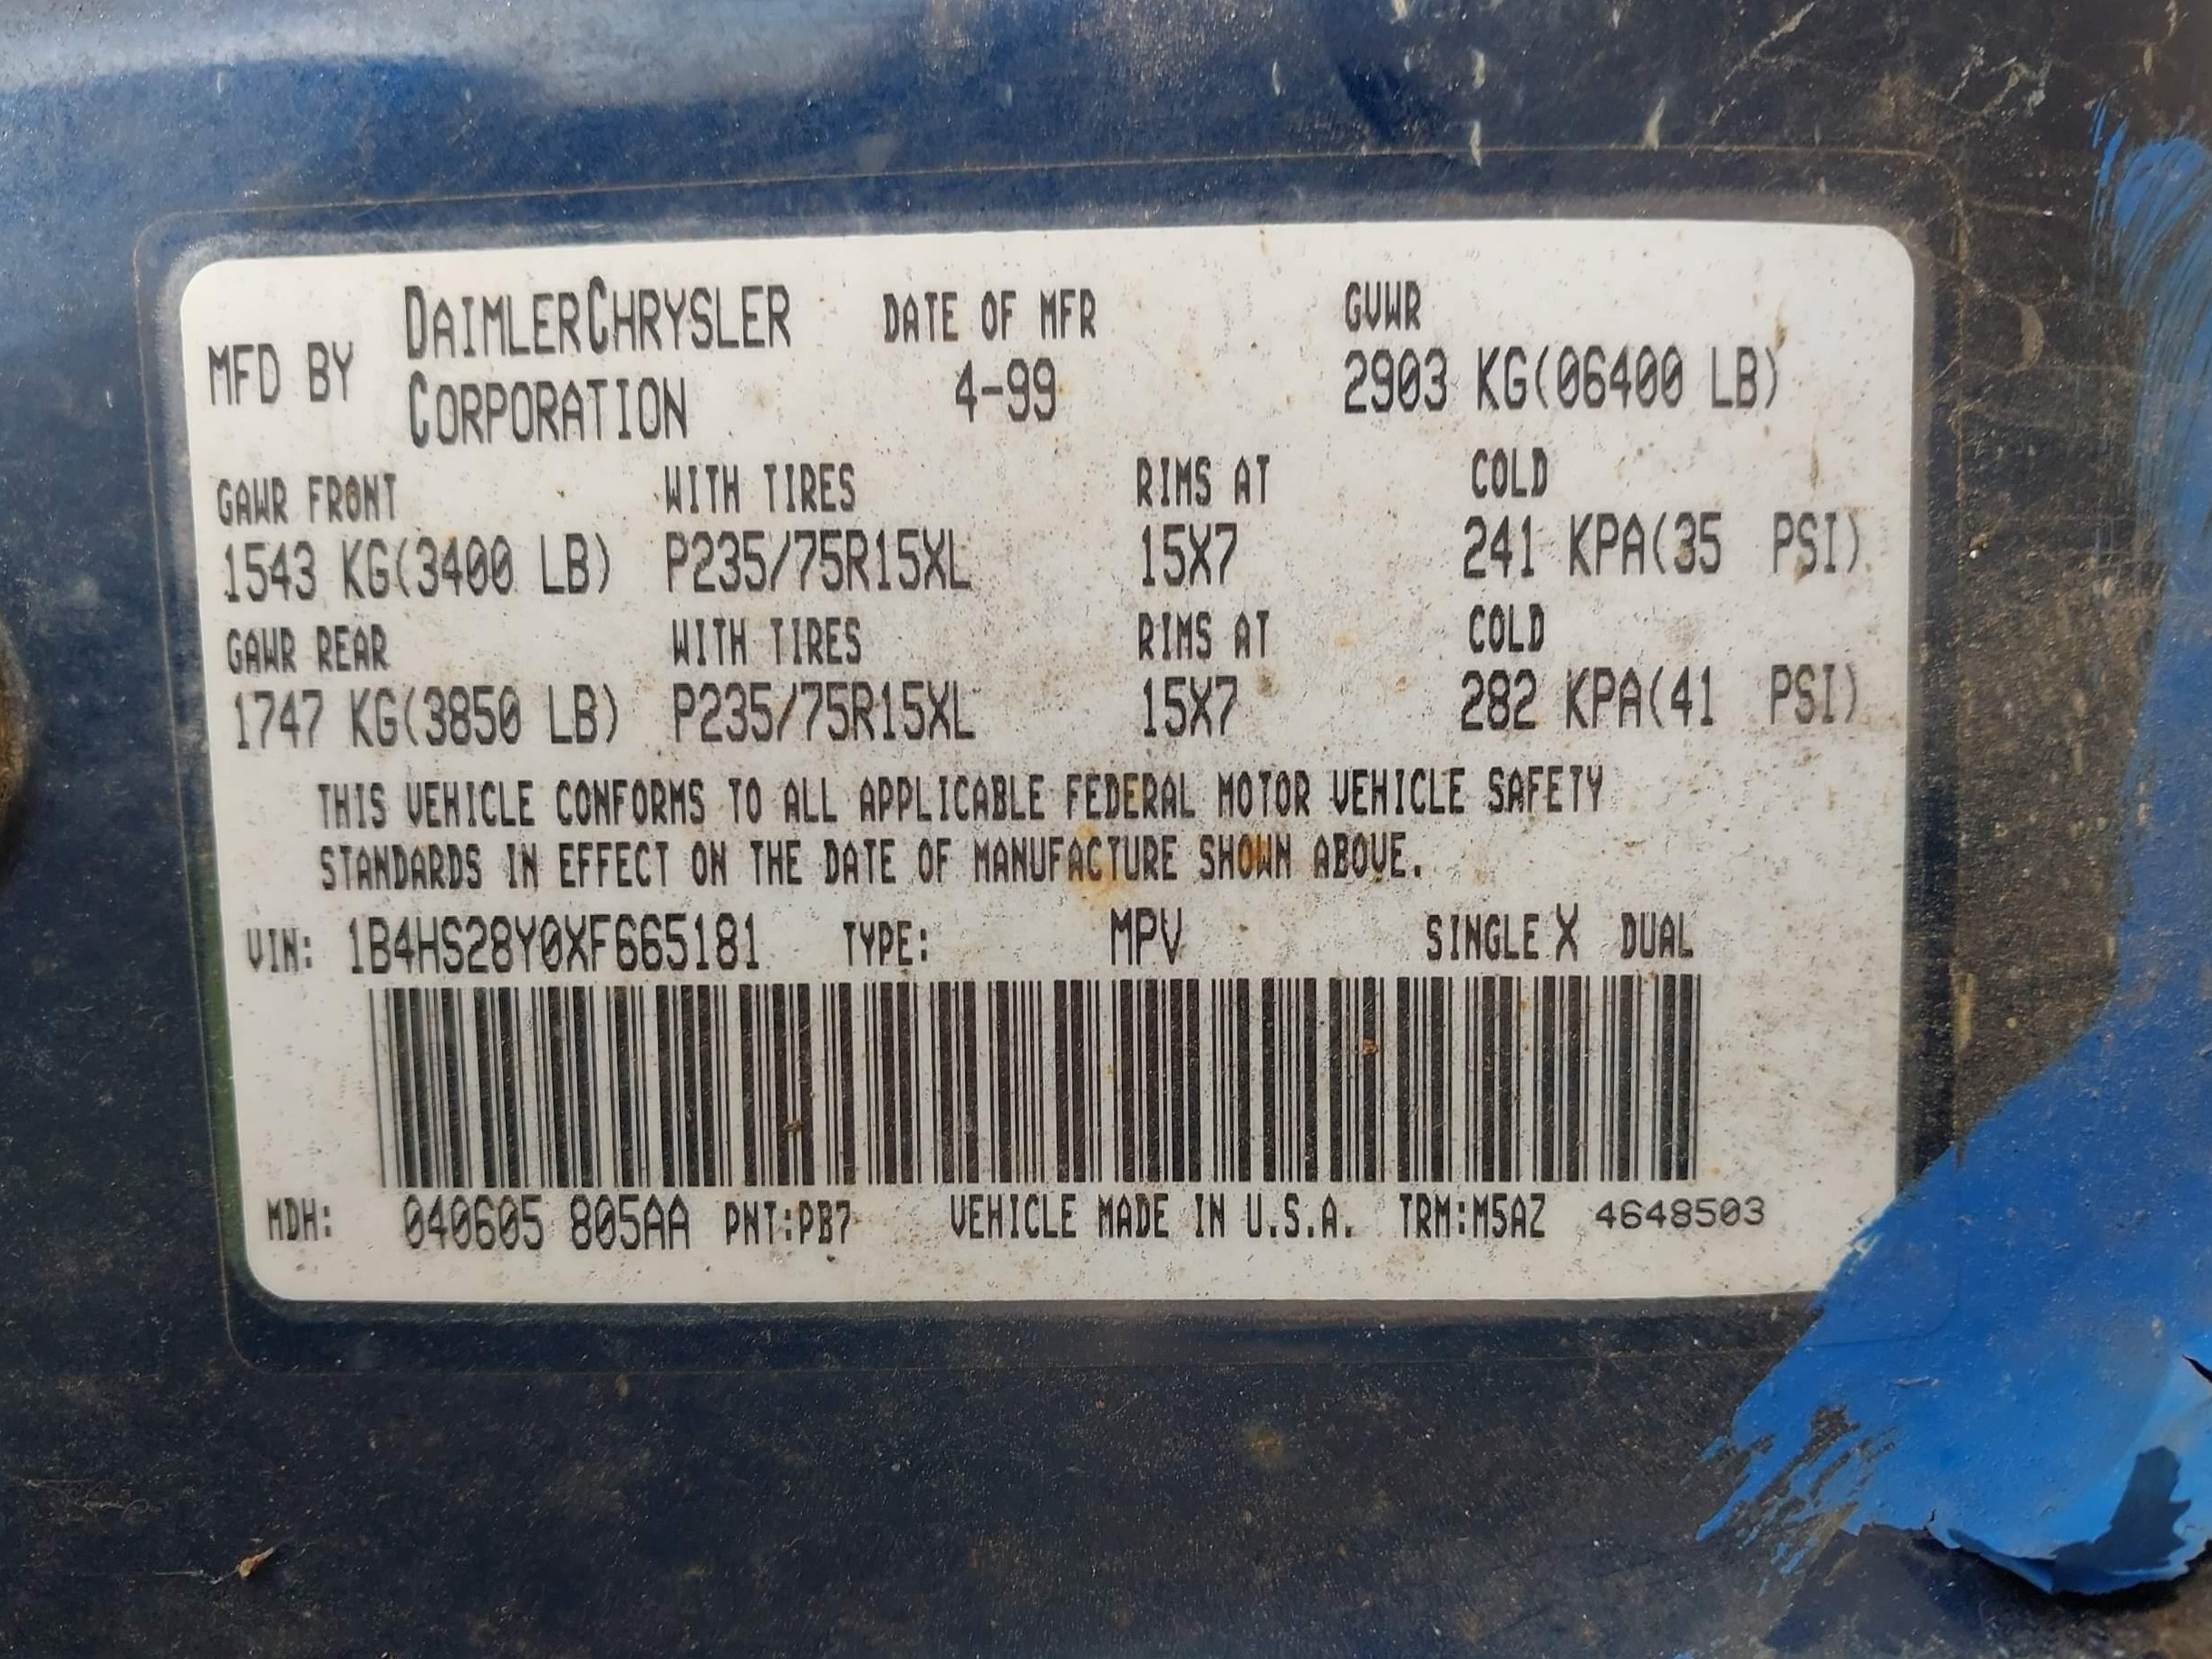 MFD BY DAIMLERCHRYSLER CORPORATION DATE OF MFR 4-99 GVWR 2903 KG(06400 LB)
GAWR FRONT WITH TIRES RIMS AT COLD
1543 KG(3400 LB) P235/75R15XL 15X7 241 KPA(35 PSI)
GAWR REAR WITH TIRES RIMS AT COLD
1747 KG(3850 LB) P235/75R15XL 15X7 282 KPA(41 PSI)
THIS VEHICLE CONFORMS TO ALL APPLICABLE FEDERAL MOTOR VEHICLE SAFETY
STANDARDS IN EFFECT ON THE DATE OF MANUFACTURE SHOWN ABOVE.
VIN: 1B4HS28Y0XF665181 TYPE: MPV SINGLE X DUAL
MDH: 040605 805AA PNT:PB7 VEHICLE MADE IN U.S.A. TRM:M5AZ 4648503